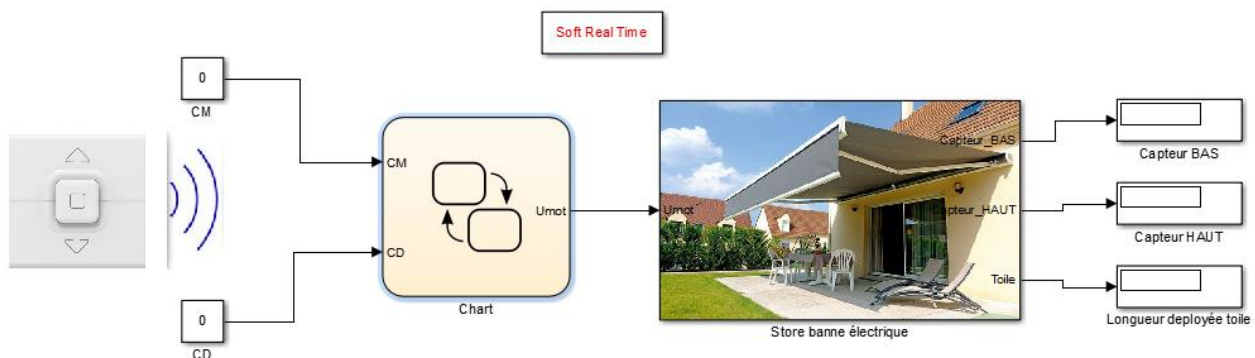 Soft Real Time
0
CM
CM
CD
Umot
Chart
0
CD
Umot
Capteur_BAS
Capteur_HAUT
Toile
Store banne électrique
Capteur BAS
Capteur HAUT
Longueur deployée toile